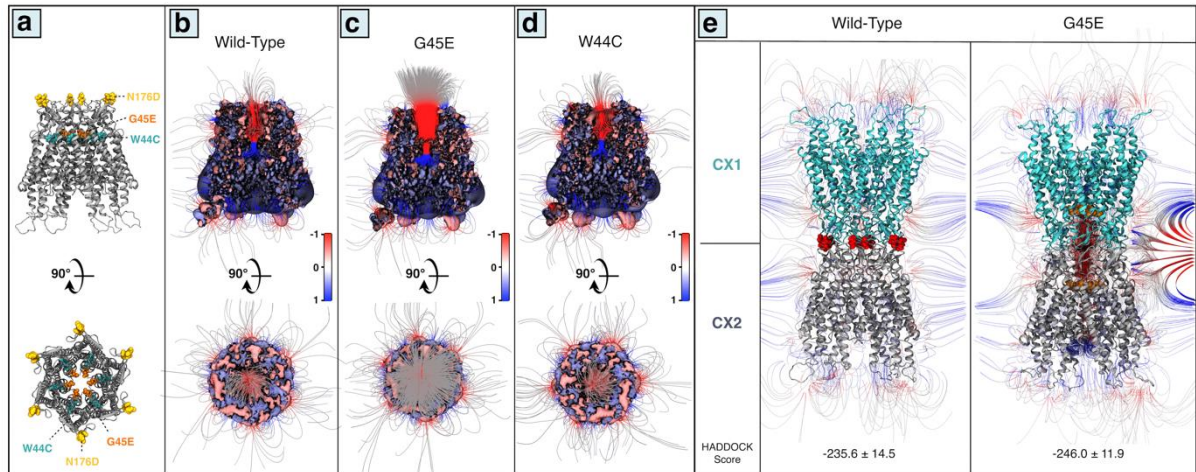 a
N176D
G45E
W44C
90°
W44C
G45E
N176D
b
Wild-Type
-1
0
1
90°
c
G45E
-1
0
1
90°
d
W44C
-1
0
1
90°
e
Wild-Type
G45E
CX1
CX2
HADDOCK
Score
-235.6 ± 14.5
-246.0 ± 11.9